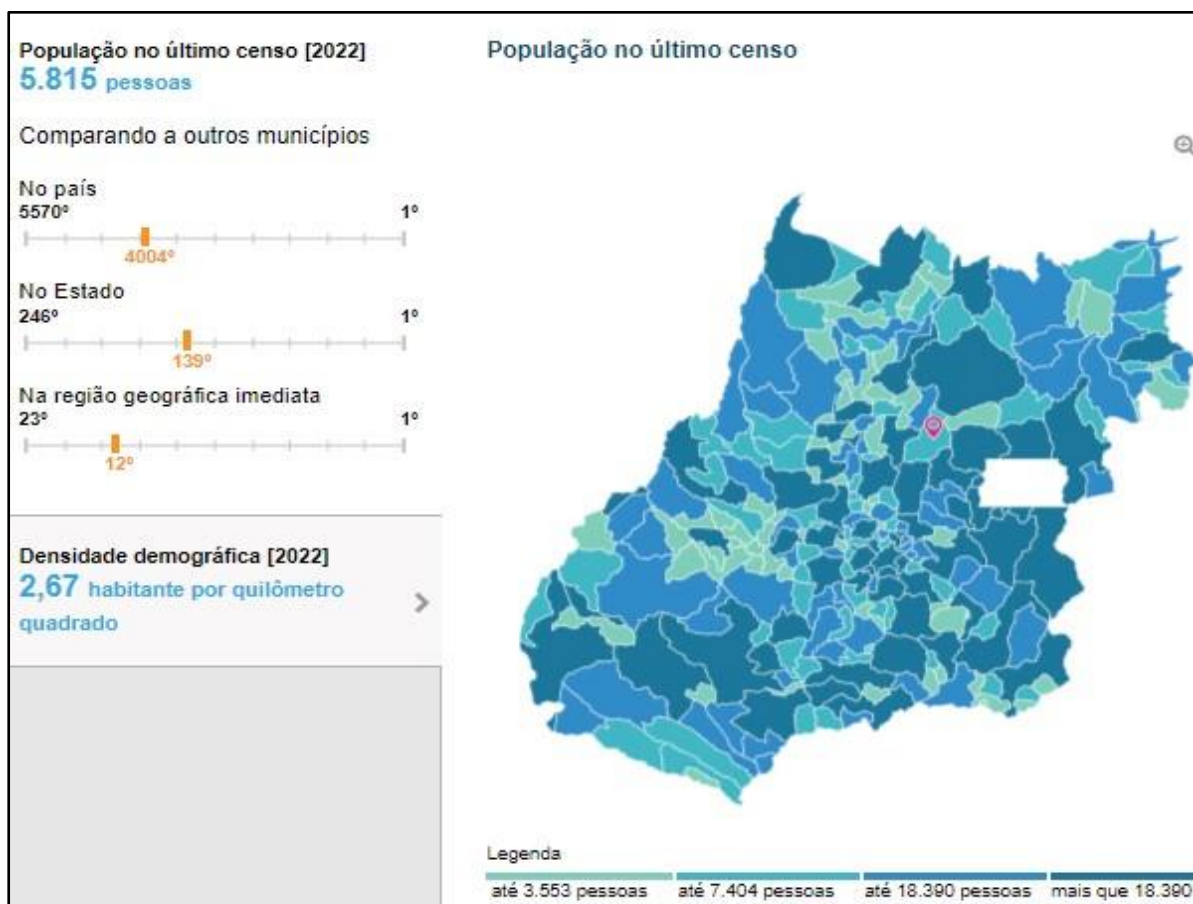 População no último censo [2022]
5.815 pessoas
Comparando a outros municípios
No país
5570º 1º
4004º
No Estado
246º 1º
139º
Na região geográfica imediata
23º 1º
12º
Densidade demográfica [2022]
2,67 habitante por quilômetro
quadrado
População no último censo
Legenda
até 3.553 pessoas até 7.404 pessoas até 18.390 pessoas mais que 18.390